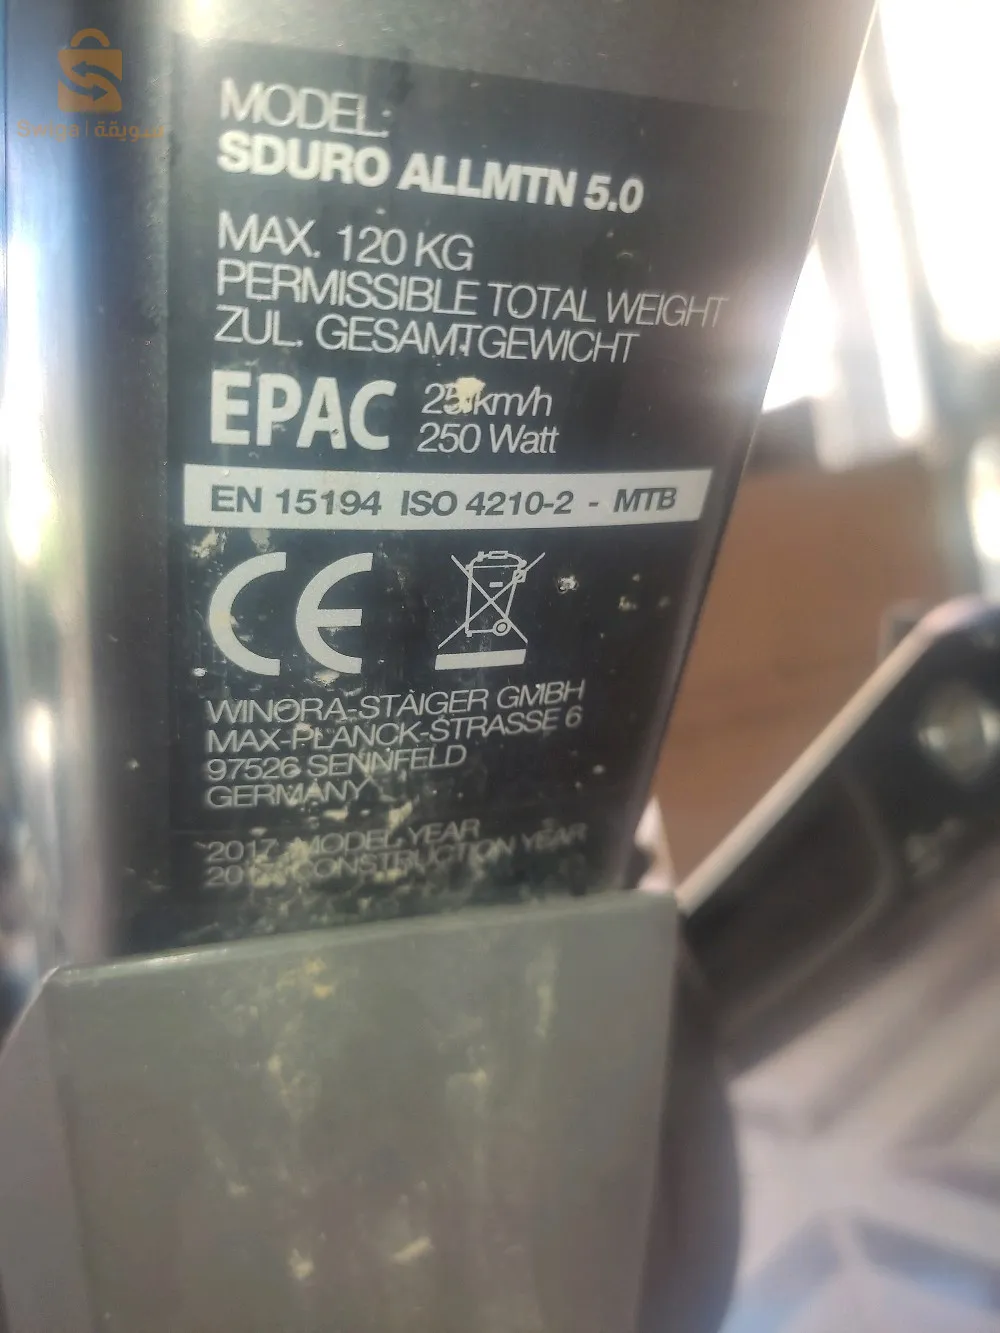 Swiga | سويقة
MODEL:
SDURO ALLMTN 5.0
MAX. 120 KG
PERMISSIBLE TOTAL WEIGHT
ZUL. GESAMTGEWICHT
EPAC 25 km/h
250 Watt
EN 15194 ISO 4210-2 - MTB
CE
WINORA-STAIGER GMBH
MAX-PLANCK-STRASSE 6
97526 SENNFELD
GERMANY
2017 MODEL YEAR
CONSTRUCTION YEAR